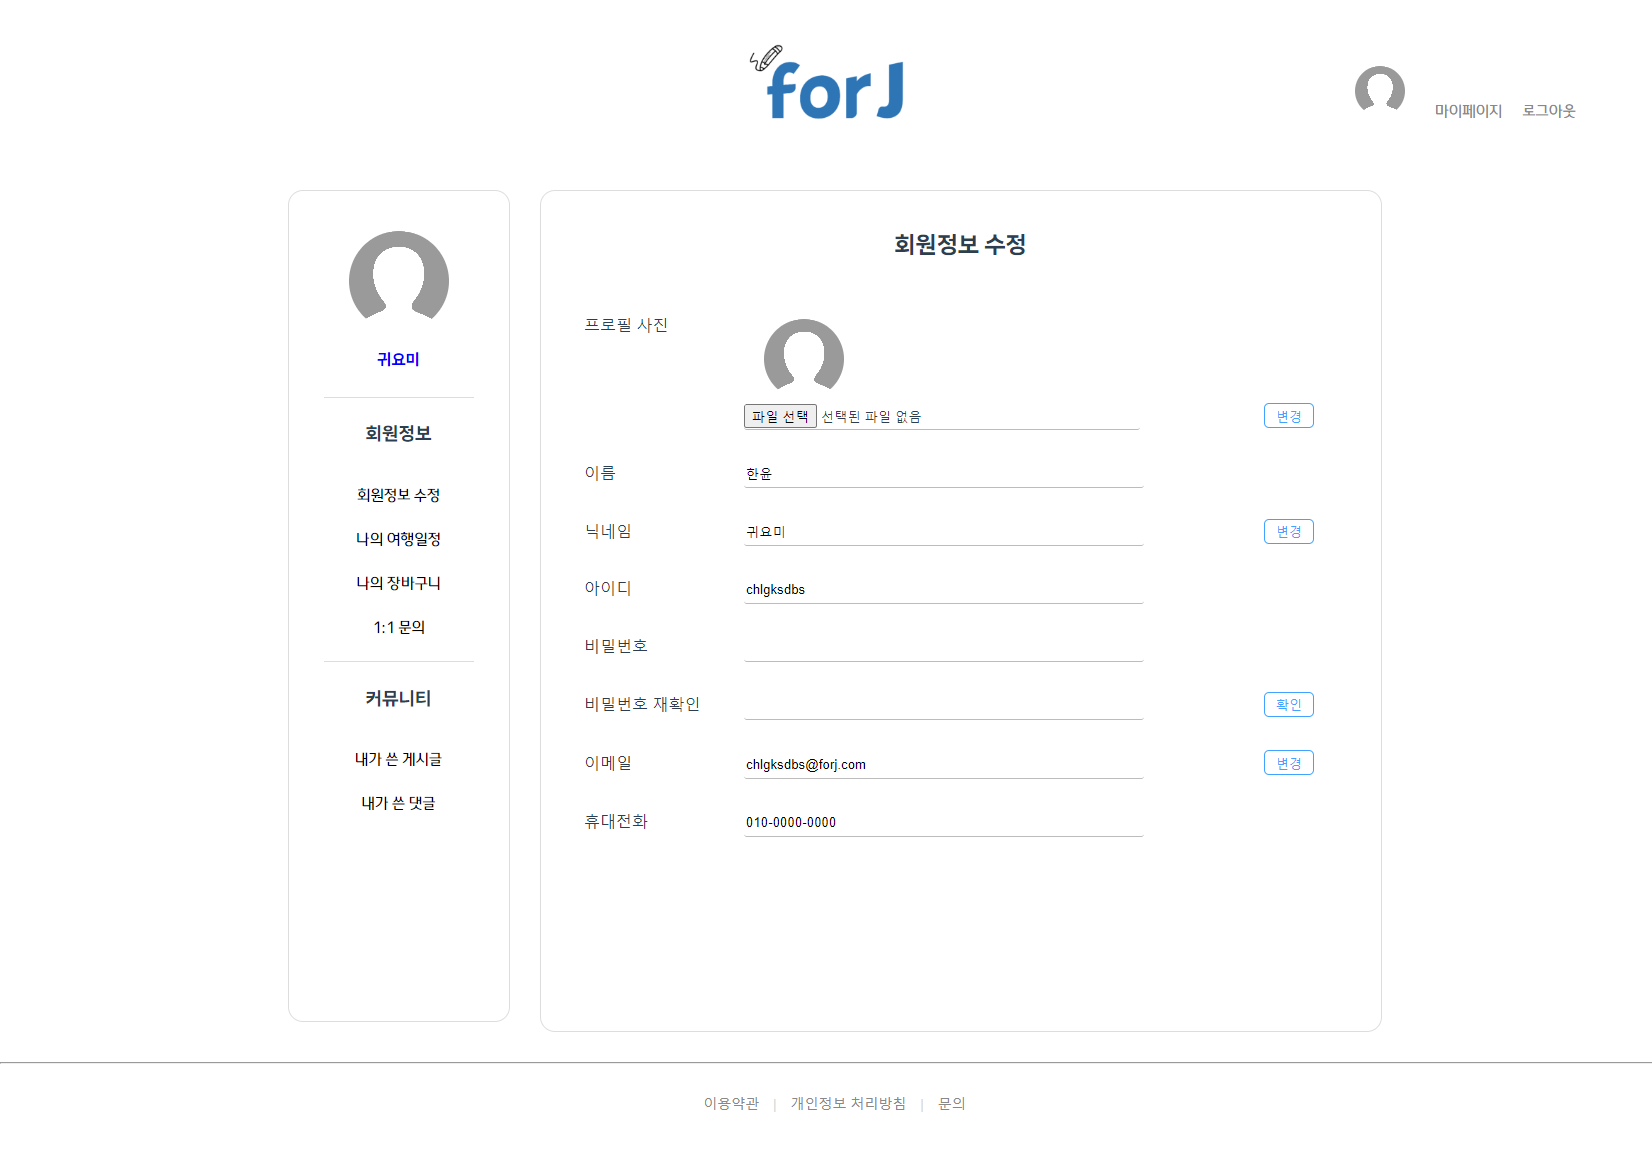 forJ
마이페이지 로그아웃
귀요미
회원정보
회원정보 수정
나의 여행일정
나의 장바구니
1:1 문의
커뮤니티
내가 쓴 게시글
내가 쓴 댓글
회원정보 수정
프로필 사진
파일 선택 선택된 파일 없음 변경
이름 한윤
닉네임 귀요미 변경
아이디 chlgksdbs
비밀번호
비밀번호 재확인 확인
이메일 chlgksdbs@forj.com 변경
휴대전화 010-0000-0000
이용약관 | 개인정보 처리방침 | 문의